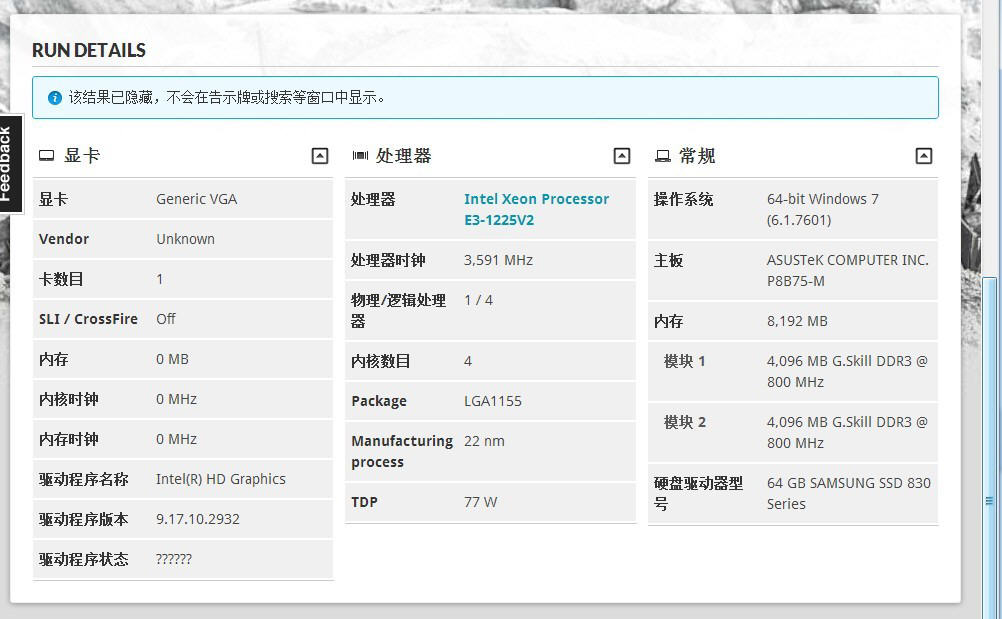 RUN DETAILS
该结果已隐藏，不会在告示牌或搜索等窗口中显示。
Feedback
显卡
显卡 Generic VGA
Vendor Unknown
卡数目 1
SLI / CrossFire Off
内存 0 MB
内核时钟 0 MHz
内存时钟 0 MHz
驱动程序名称 Intel(R) HD Graphics
驱动程序版本 9.17.10.2932
驱动程序状态 ??????
处理器
处理器 Intel Xeon Processor
E3-1225V2
处理器时钟 3,591 MHz
物理/逻辑处理 1 / 4
器
内核数目 4
Package LGA1155
Manufacturing 22 nm
process
TDP 77 W
常规
操作系统 64-bit Windows 7
(6.1.7601)
主板 ASUSTeK COMPUTER INC.
P8B75-M
内存 8,192 MB
模块 1 4,096 MB G.Skill DDR3 @
800 MHz
模块 2 4,096 MB G.Skill DDR3 @
800 MHz
硬盘驱动器型 64 GB SAMSUNG SSD 830
号 Series